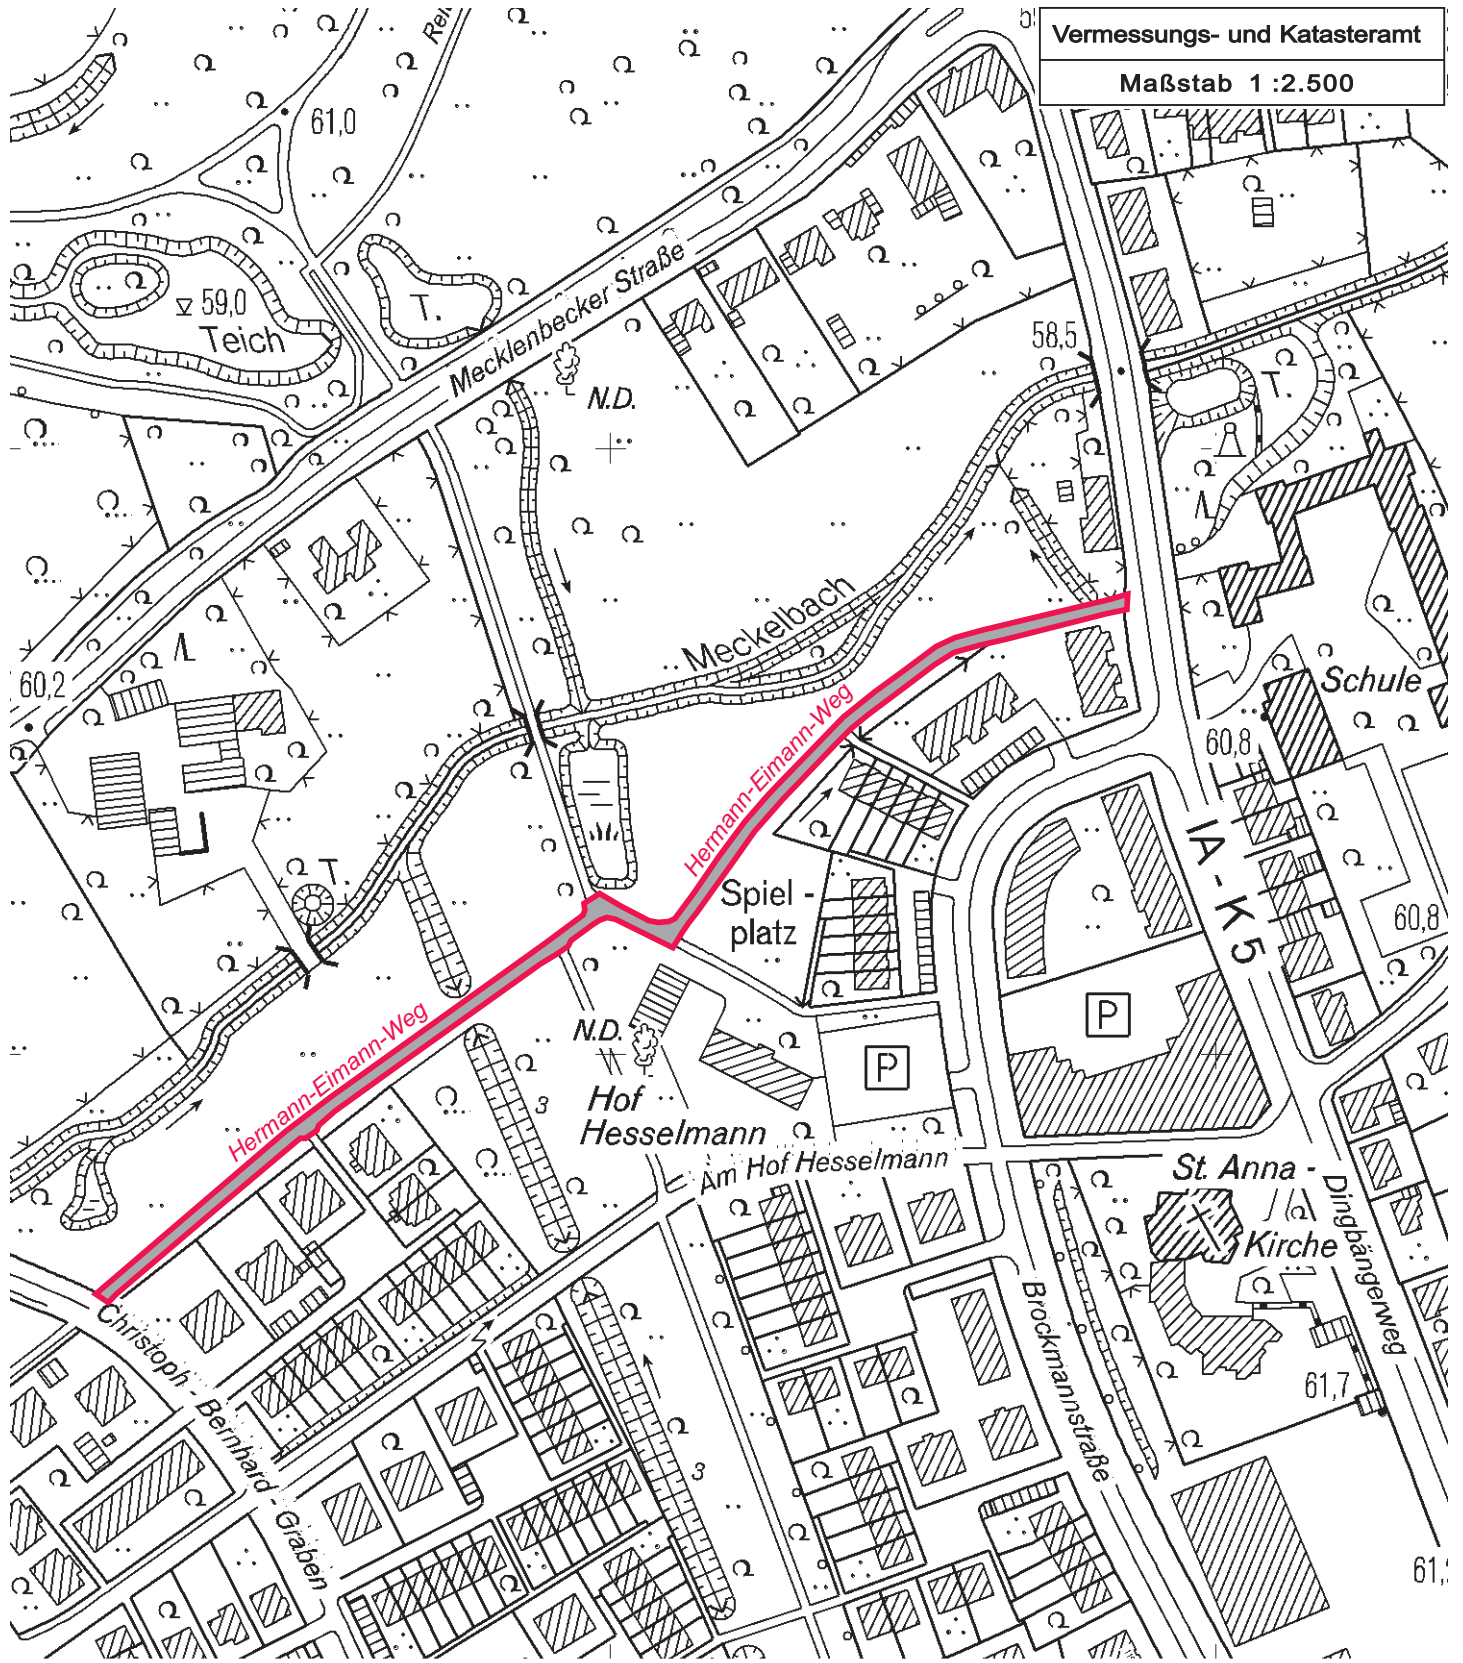 Vermessungs- und Katasteramt
Maßstab 1 :2.500
61,0
59,0
Teich
T.
Mecklenbecker Straße
N.D.
58,5
T.
60,2
Meckelbach
Schule
Hermann-Eimann-Weg
60,8
IA - K 5
T.
Spiel -
platz
60,8
P
P
Hermann-Eimann-Weg
N.D.
3
Hof
Hesselmann
Am Hof Hesselmann
St. Anna -
Kirche
Dingbängerweg
Christoph - Bernhard - Graben
Brockmannstraße
61,7
3